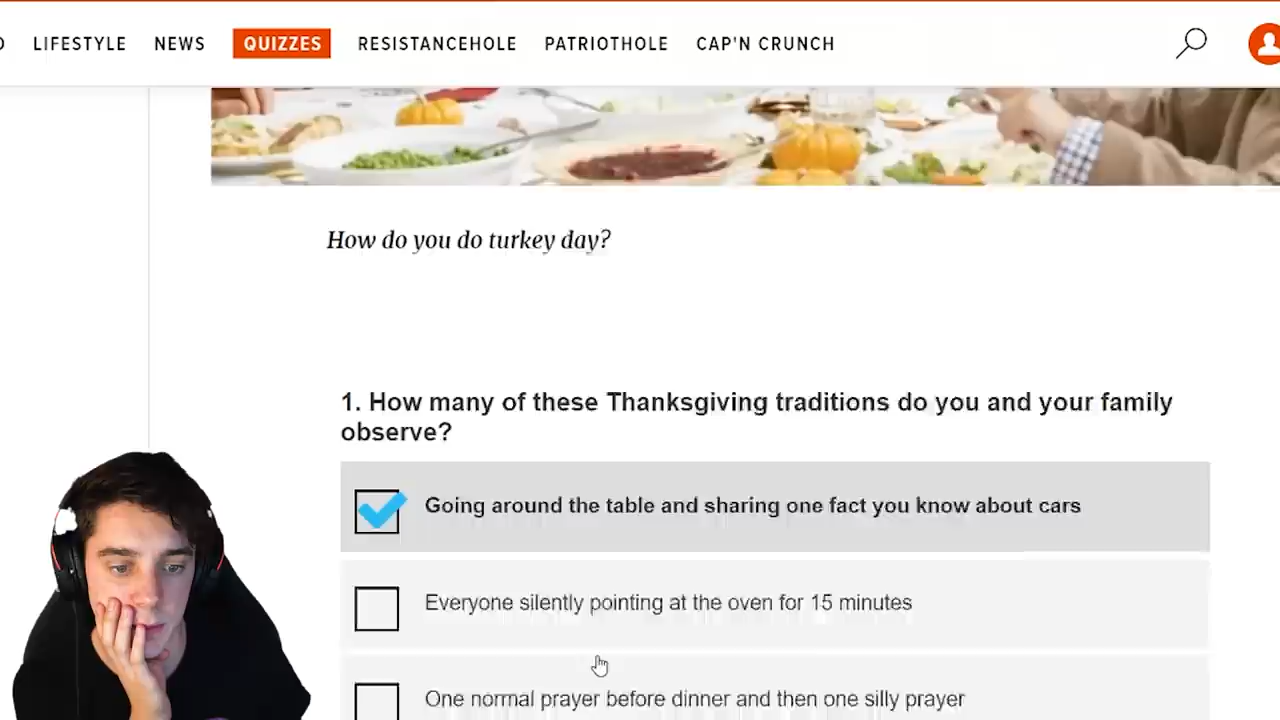 LIFESTYLE NEWS QUIZZES RESISTANCEHOLE PATRIOTHOLE CAP'N CRUNCH
How do you do turkey day?
1. How many of these Thanksgiving traditions do you and your family
observe?
Going around the table and sharing one fact you know about cars
Everyone silently pointing at the oven for 15 minutes
One normal prayer before dinner and then one silly prayer